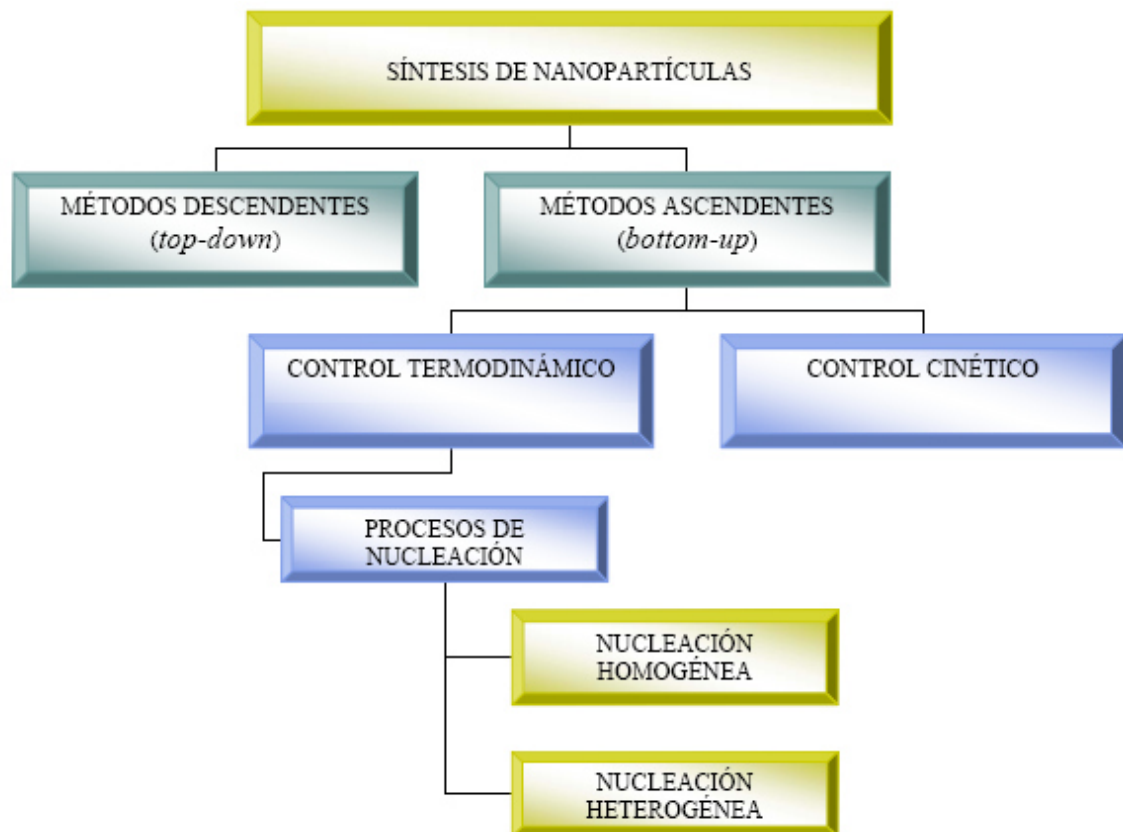 SÍNTESIS DE NANOPARTÍCULAS
MÉTODOS DESCENDENTES
(top-down)
MÉTODOS ASCENDENTES
(bottom-up)
CONTROL TERMODINÁMICO
CONTROL CINÉTICO
PROCESOS DE
NUCLEACIÓN
NUCLEACIÓN
HOMOGÉNEA
NUCLEACIÓN
HETEROGÉNEA